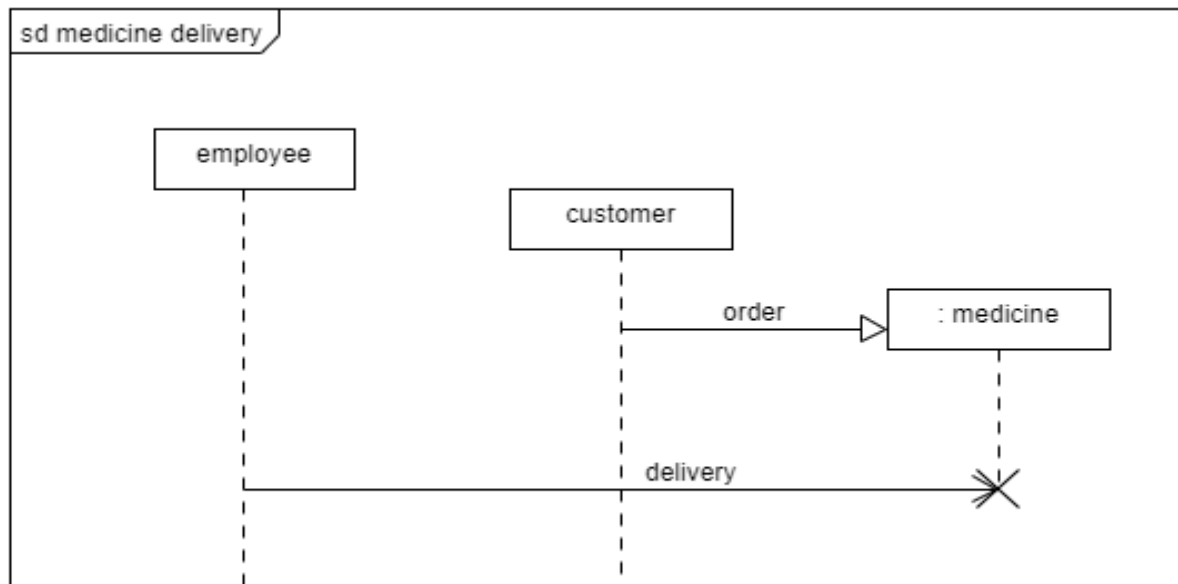 sd medicine delivery
employee
customer
order
: medicine
delivery